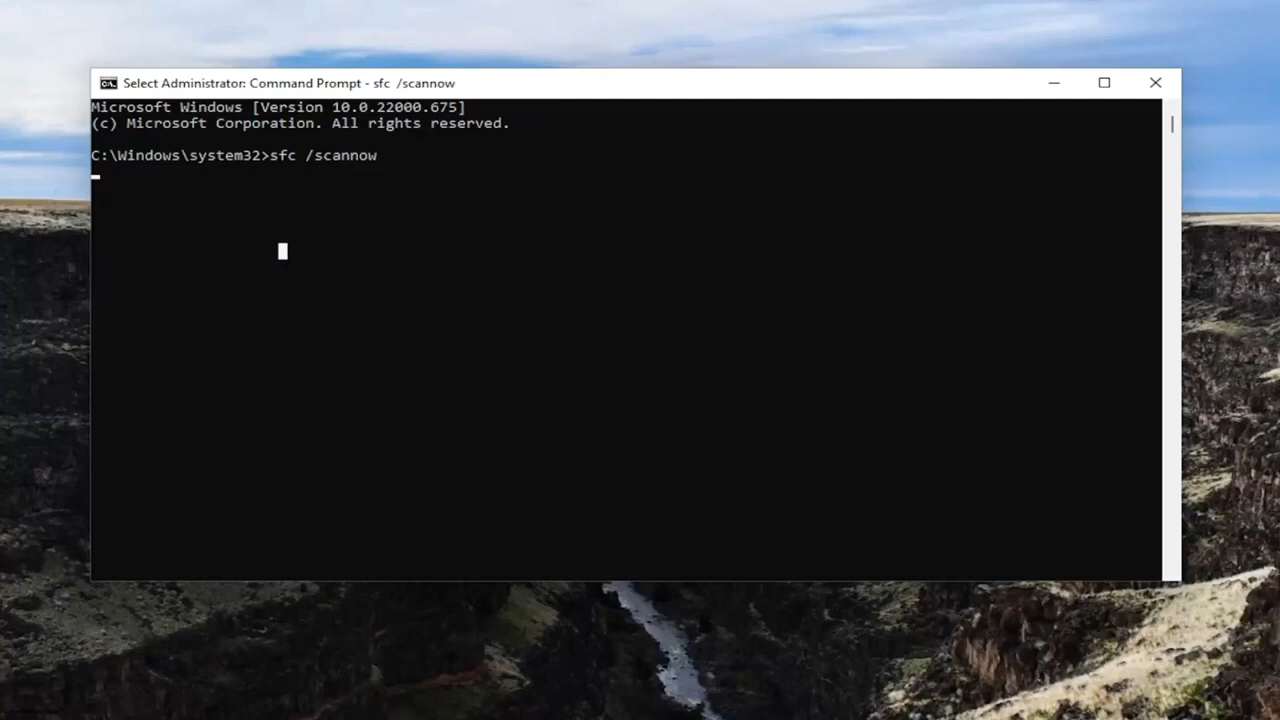 Select Administrator: Command Prompt - sfc /scannow
Microsoft Windows [Version 10.0.22000.675]
(c) Microsoft Corporation. All rights reserved.
C:\Windows\system32>sfc /scannow